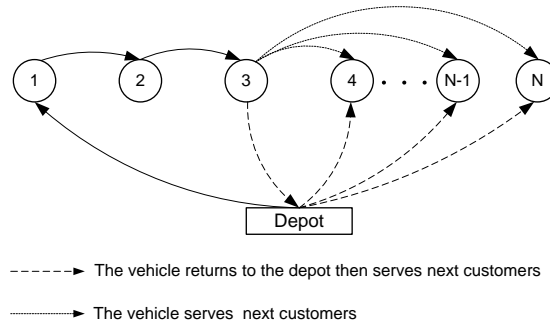 1 2 3 4 . . . N-1 N
Depot
The vehicle returns to the depot then serves next customers
The vehicle serves next customers